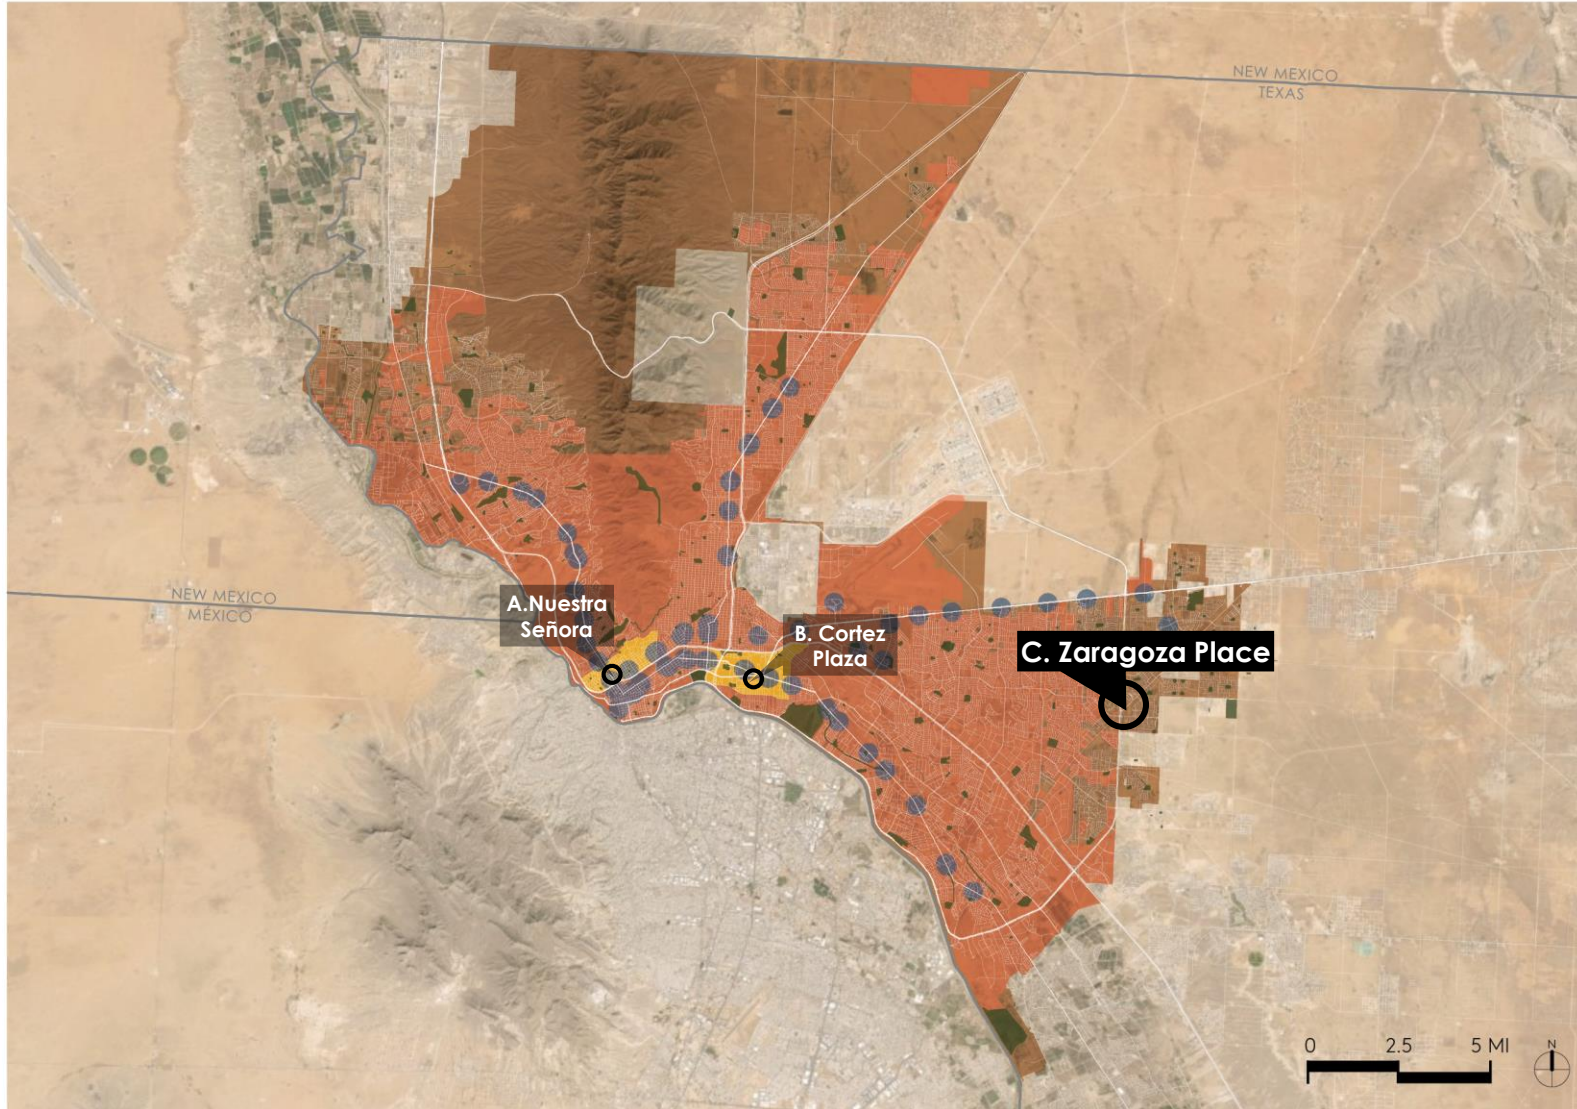 NEW MEXICO
TEXAS
NEW MEXICO
MÉXICO
A.Nuestra
Señora
B. Cortez
Plaza
C. Zaragoza Place
0 2.5 5 MI
N